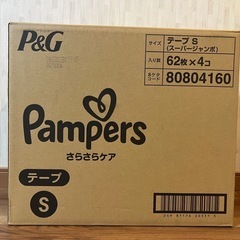 P&G
サイズ
テープ S
(スーパージャンボ)
入り数
62枚×4コ
80804160
Pampers
さらさらケア
テープ
S